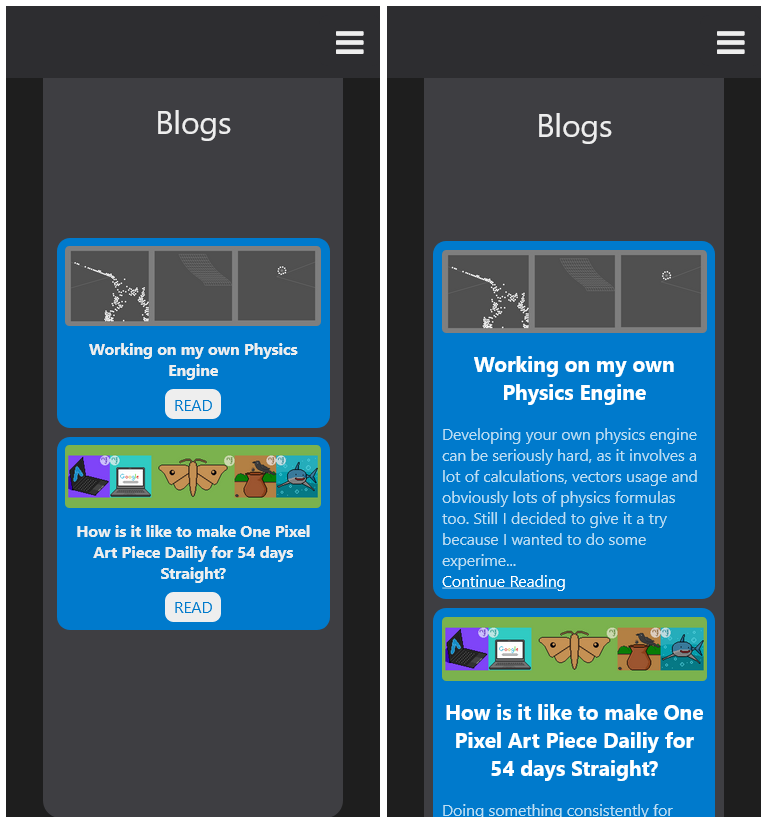 Blogs
Working on my own Physics
Engine
READ
Google
How is it like to make One Pixel
Art Piece Dailiy for 54 days
Straight?
READ
Blogs
Working on my own
Physics Engine
Developing your own physics engine
can be seriously hard, as it involves a
lot of calculations, vectors usage and
obviously lots of physics formulas
too. Still I decided to give it a try
because I wanted to do some
experime...
Continue Reading
Google
How is it like to make One
Pixel Art Piece Dailiy for
54 days Straight?
Doing something consistently for